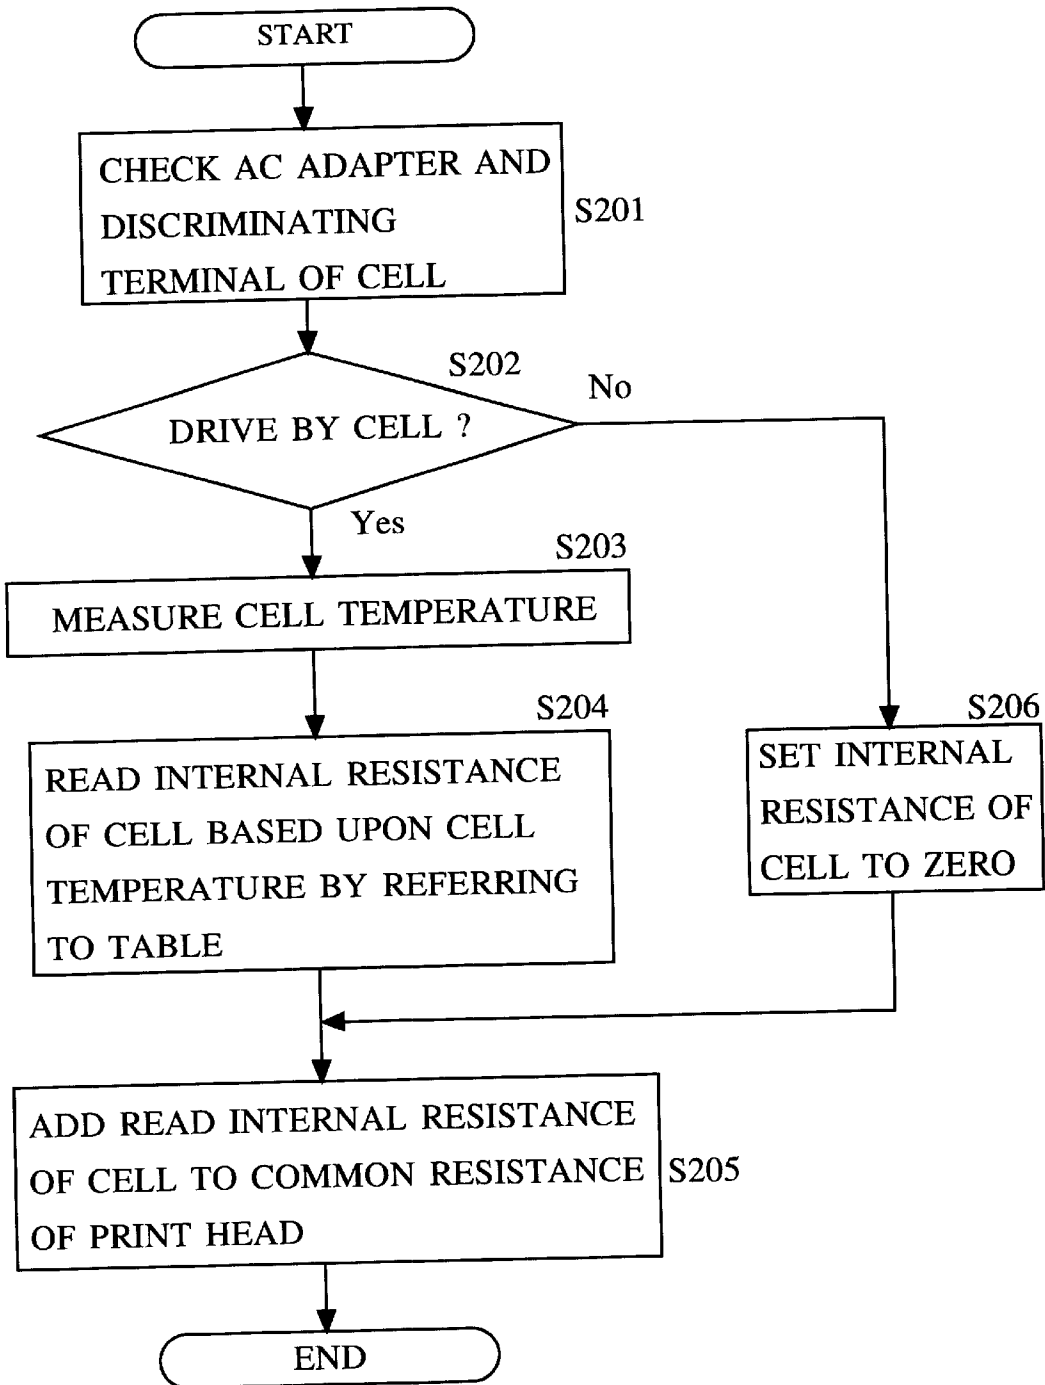 START
CHECK AC ADAPTER AND
DISCRIMINATING
TERMINAL OF CELL
S201
S202
DRIVE BY CELL ?
No
Yes
S203
MEASURE CELL TEMPERATURE
S204
READ INTERNAL RESISTANCE
OF CELL BASED UPON CELL
TEMPERATURE BY REFERRING
TO TABLE
S206
SET INTERNAL
RESISTANCE OF
CELL TO ZERO
ADD READ INTERNAL RESISTANCE
OF CELL TO COMMON RESISTANCE
OF PRINT HEAD
S205
END